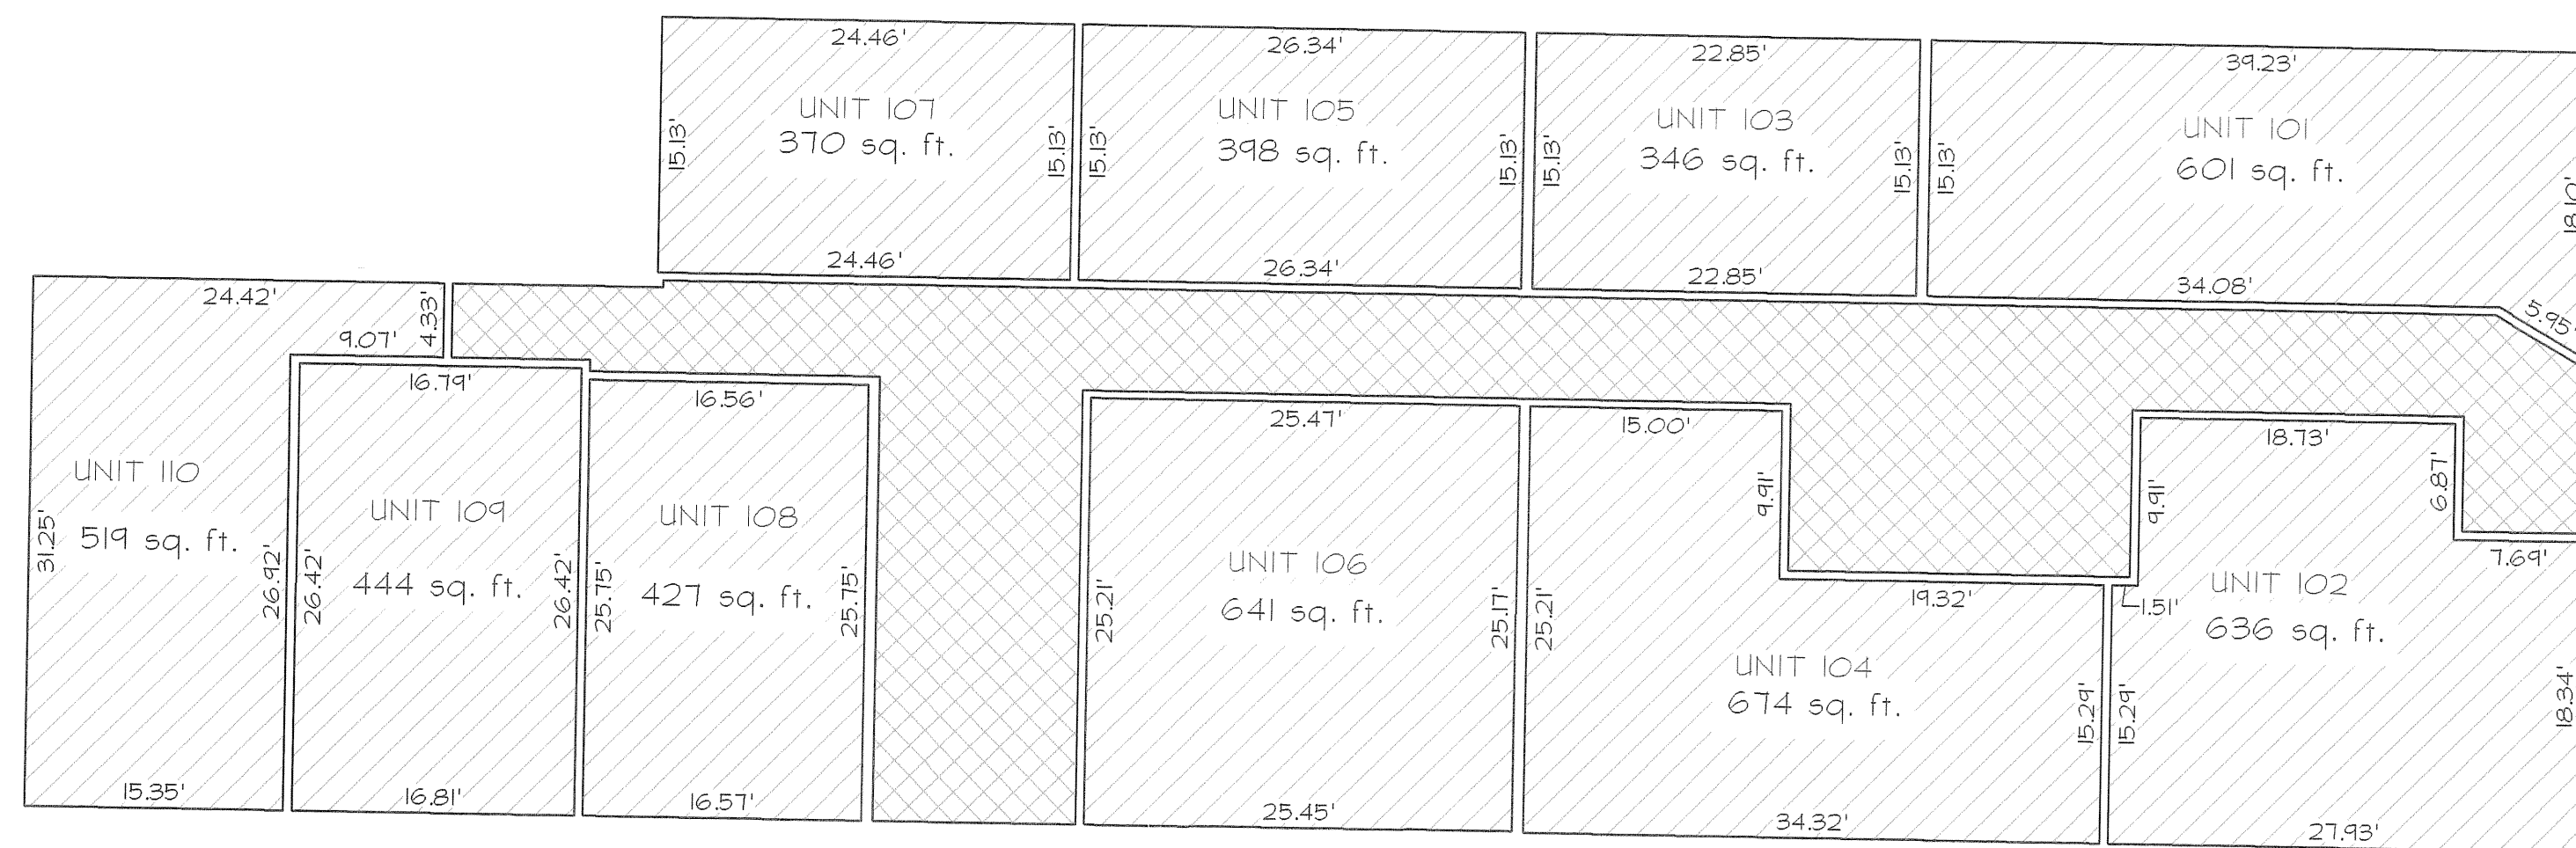 24.46'
UNIT 107
370 sq. ft.
15.13'
15.13'
24.46'
26.34'
UNIT 105
398 sq. ft.
15.13'
15.13'
26.34'
22.85'
UNIT 103
346 sq. ft.
15.13'
15.13'
22.85'
39.23'
UNIT 101
601 sq. ft.
15.13'
18.10'
34.08'
5.95'
24.42'
4.33'
9.07'
UNIT 110
519 sq. ft.
31.25'
26.92'
15.35'
16.79'
UNIT 109
444 sq. ft.
26.42'
26.42'
16.81'
16.56'
UNIT 108
427 sq. ft.
25.75'
25.75'
16.57'
25.47'
UNIT 106
641 sq. ft.
25.21'
25.17'
25.45'
15.00'
9.91'
19.32'
UNIT 104
674 sq. ft.
25.21'
15.29'
34.32'
18.73'
9.91'
6.87'
7.69'
1.51'
UNIT 102
636 sq. ft.
15.29'
18.34'
27.93'